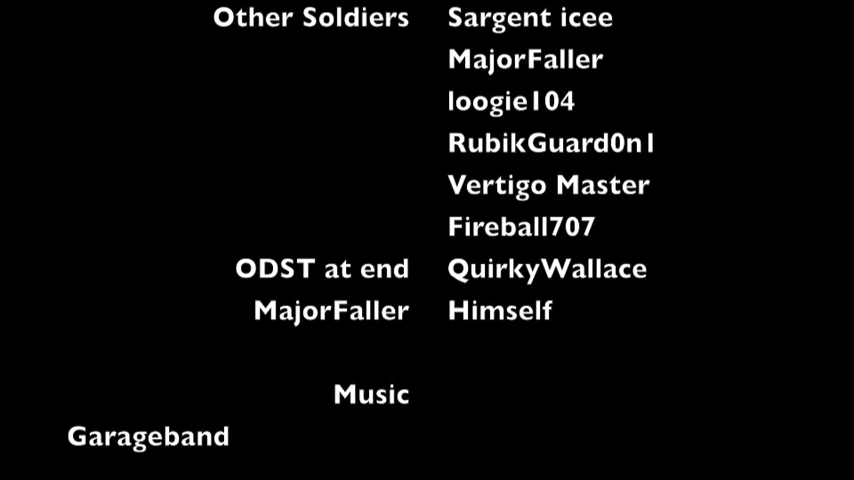 Other Soldiers Sargent icee
MajorFaller
loogie104
RubikGuard0n1
Vertigo Master
Fireball707
ODST at end QuirkyWallace
MajorFaller Himself
Music
Garageband